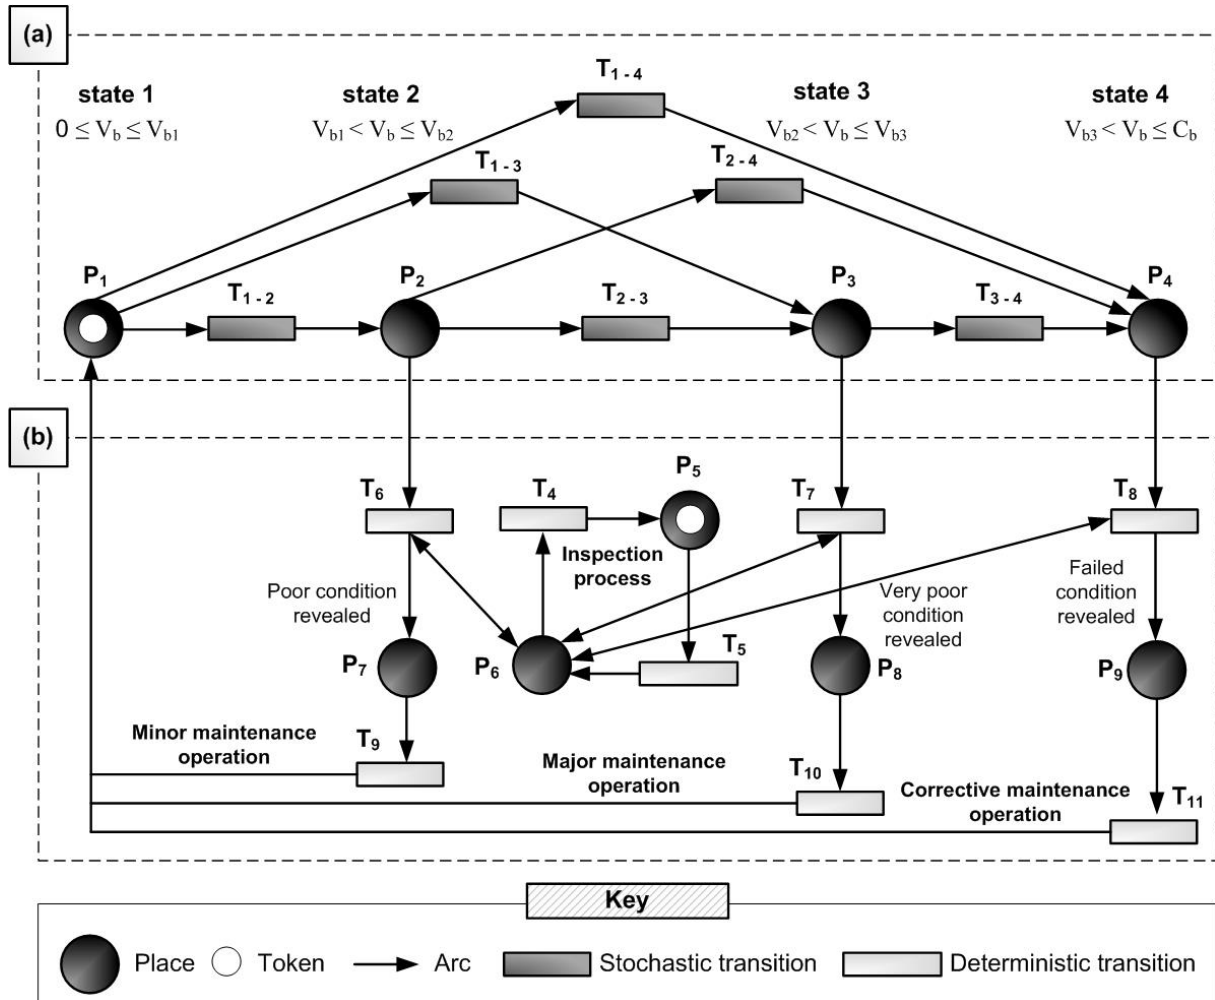 (a)
T1 - 4
state 1
state 2
state 3
state 4
0 ≤ Vb ≤ Vb1
Vb1 < Vb ≤ Vb2
Vb2 < Vb ≤ Vb3
Vb3 < Vb ≤ Cb
T1 - 3
T2 - 4
P1
P2
P3
P4
T1 - 2
T2 - 3
T3 - 4
(b)
P5
T6
T4
T7
T8
Inspection
process
Poor condition
revealed
Very poor
condition
revealed
Failed
condition
revealed
T5
P7
P6
P8
P9
Minor maintenance
operation
T9
Major maintenance
operation
T10
Corrective maintenance
operation
T11
Key
Place
Token
Arc
Stochastic transition
Deterministic transition